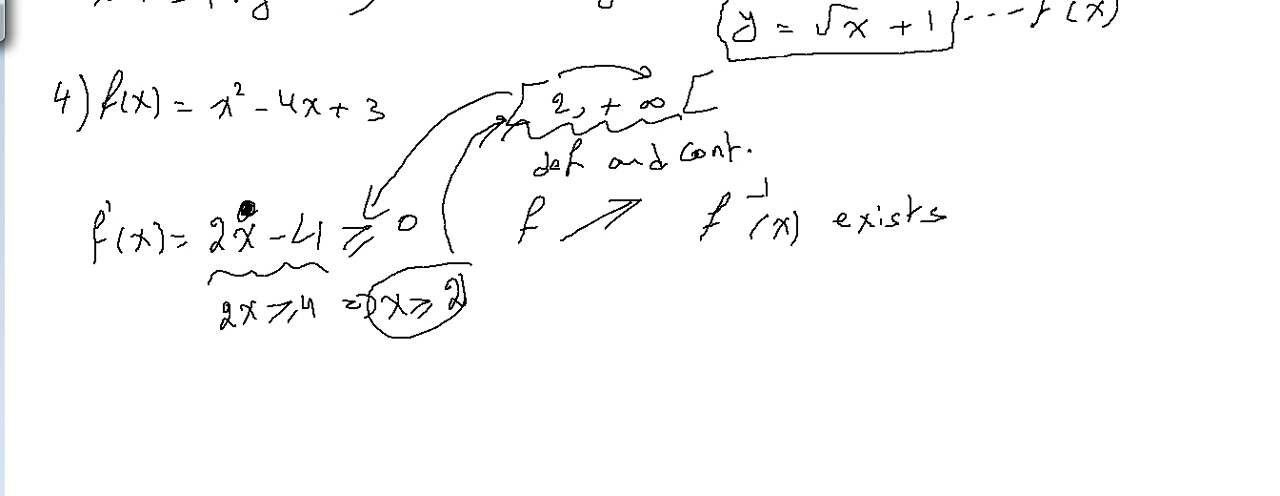 y = √x + 1
4) f(x) = x² - 4x + 3 [2, + ∞[
def and cont.
f'(x) = 2x - 4 ≥ 0 f ↗ f⁻¹(x) exists
2x ≥ 4 ⇒ x ≥ 2